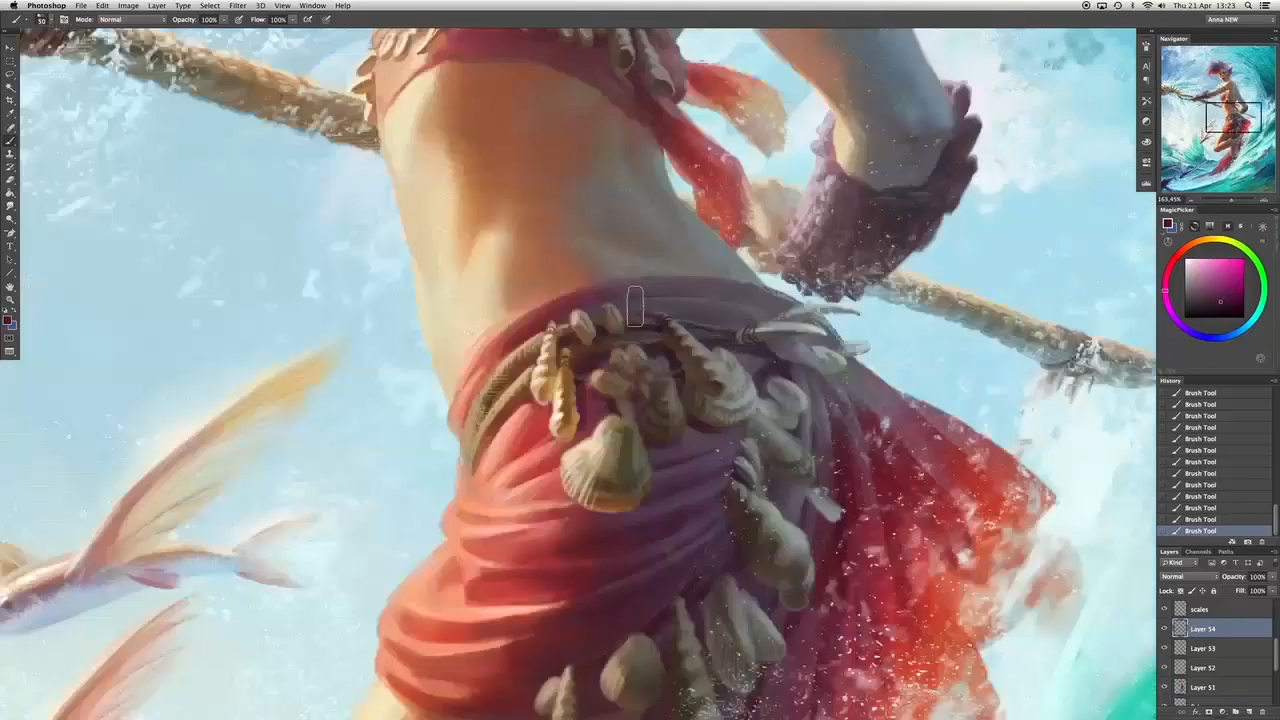 Photoshop File Edit Image Layer Type Select Filter 3D View Window Help Thu 21 Apr 13:23
50 Mode: Normal Opacity: 100% Flow: 100% Anna NEW
Navigator
163,45%
MagicPicker
H S
History
Brush Tool
Brush Tool
Brush Tool
Brush Tool
Brush Tool
Brush Tool
Brush Tool
Brush Tool
Brush Tool
Brush Tool
Brush Tool
Brush Tool
Brush Tool
Layers Channels Paths
Kind
Normal Opacity: 100%
Lock: Fill: 100%
scales
Layer 54
Layer 53
Layer 52
Layer 51